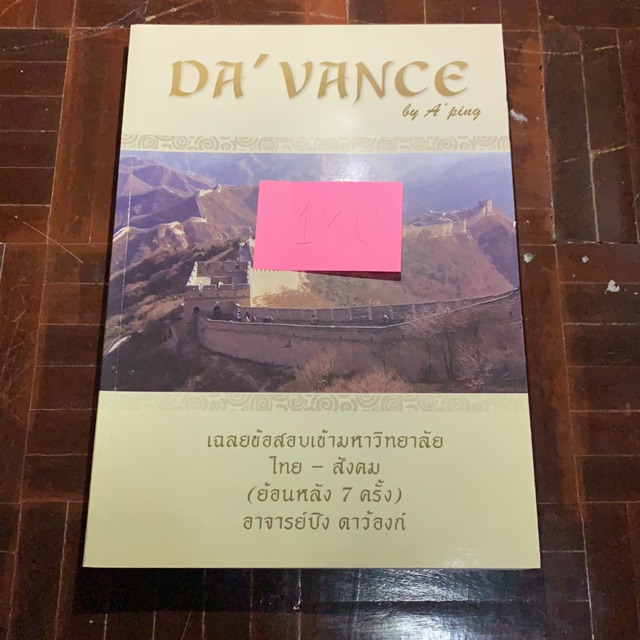 DA' VANCE
by A'ping
เฉลยข้อสอบเข้ามหาวิทยาลัย
ไทย – สังคม
(ย้อนหลัง 7 ครั้ง)
อาจารย์ปิง ดาว้องก์